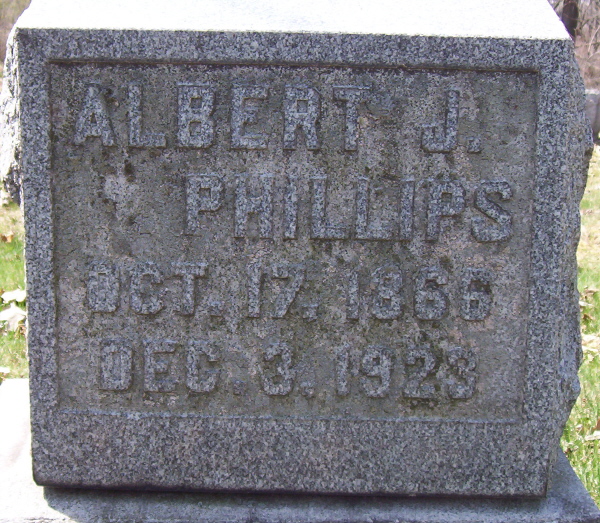 ALBERT J.
PHILLIPS
OCT. 17. 1866
DEC. 3. 1923